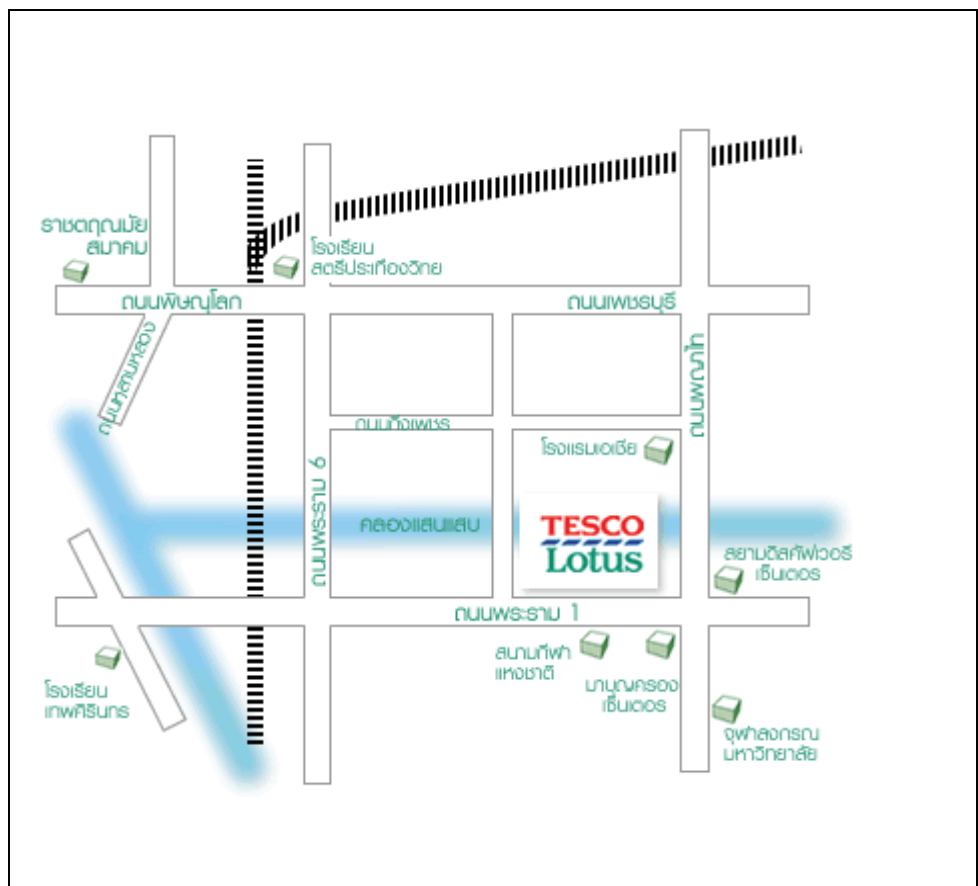 ราชตฤณมัย
สมาคม
โรงเรียน
สตรีประเทืองวิทย
ถนนพิษณุโลก
ถนนเพชรบุรี
ถนนหลานหลวง
ถนนพญาไท
ถนนถึงเพชร
โรงแรมเอเชีย
ถนนพระราม 6
คลองแสนแสบ
TESCO
Lotus
สยามดิสคัฟเวอรี
เซ็นเตอร
ถนนพระราม 1
สนามกีฬา
แหงชาติ
มาบุญครอง
เซ็นเตอร
โรงเรียน
เทพศิรินทร
จุฬาลงกรณ
มหาวิทยาลัย